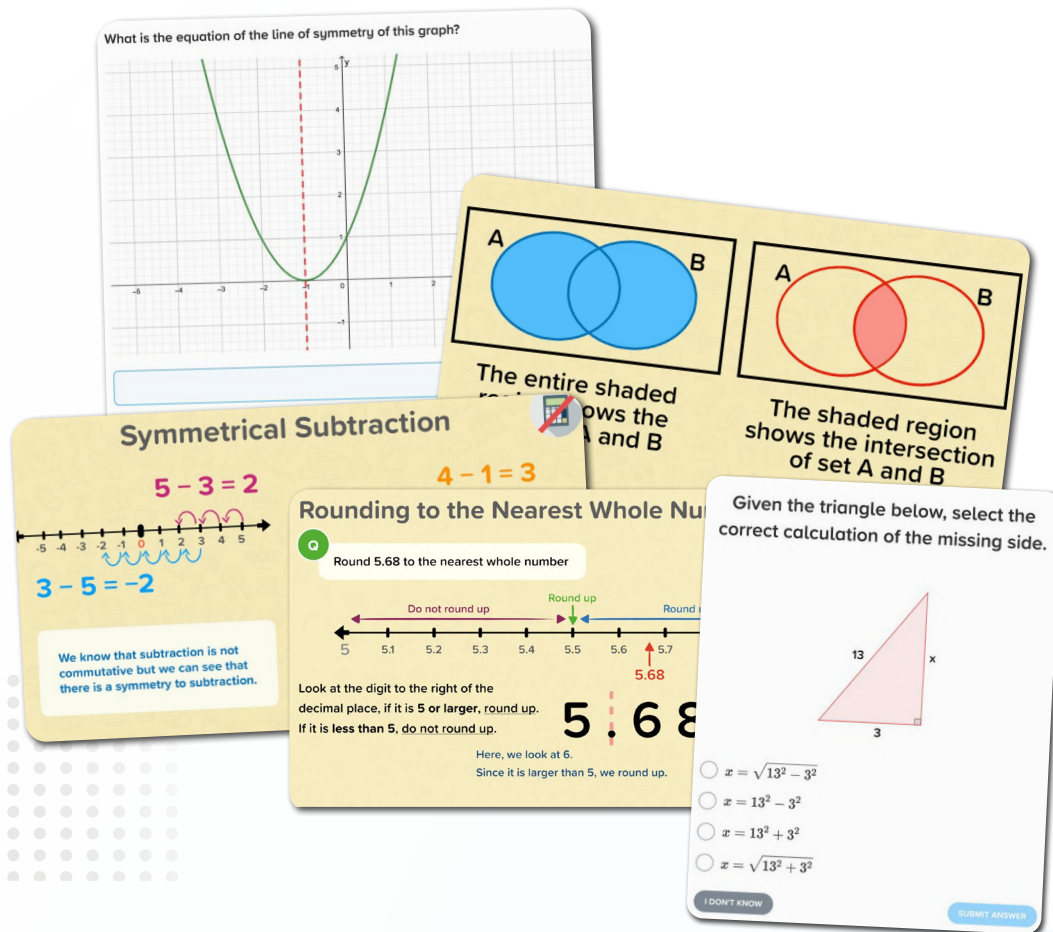 What is the equation of the line of symmetry of this graph?
y
5
4
3
2
1
-5 -4 -3 -2 -1 0 1 2
-1
A B
The entire shaded
ows the
A and B
A B
The shaded region
shows the intersection
of set A and B
Symmetrical Subtraction
5 - 3 = 2
4 - 1 = 3
-5 -4 -3 -2 -1 0 1 2 3 4 5
3 - 5 = -2
We know that subtraction is not
commutative but we can see that
there is a symmetry to subtraction.
Rounding to the Nearest Whole Nu
Q
Round 5.68 to the nearest whole number
Round up
Do not round up Round
5 5.1 5.2 5.3 5.4 5.5 5.6 5.7
5.68
Look at the digit to the right of the
decimal place, if it is 5 or larger, round up.
If it is less than 5, do not round up.
5.68
Here, we look at 6.
Since it is larger than 5, we round up.
Given the triangle below, select the
correct calculation of the missing side.
13
x
3
x = √(13² − 3²)
x = 13² − 3²
x = 13² + 3²
x = √(13² + 3²)
I DON'T KNOW
SUBMIT ANSWER